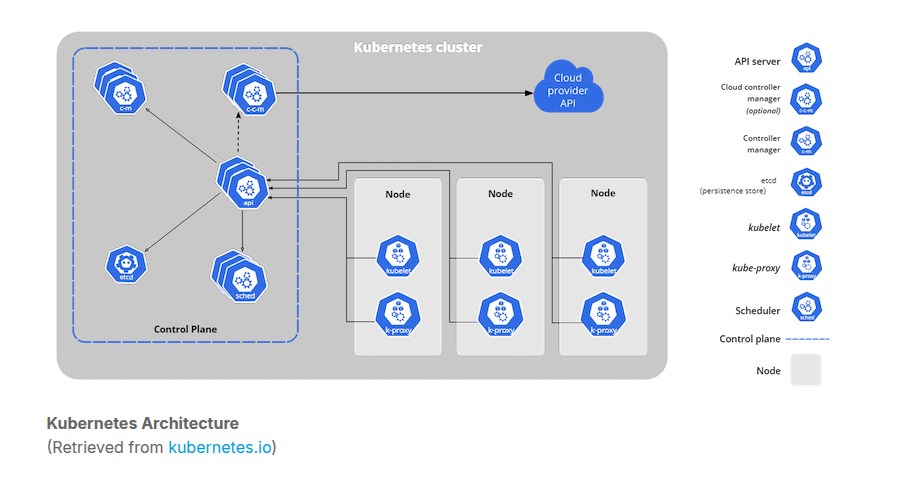 Kubernetes cluster
c-m
c-c-m
Cloud
provider
API
api
etcd
sched
Control Plane
Node
kubelet
k-proxy
Node
kubelet
k-proxy
Node
kubelet
k-proxy
API server
api
Cloud controller
manager
(optional)
c-c-m
Controller
manager
c-m
etcd
(persistence store)
etcd
kubelet
kubelet
kube-proxy
k-proxy
Scheduler
sched
Control plane
Node
Kubernetes Architecture
(Retrieved from kubernetes.io)